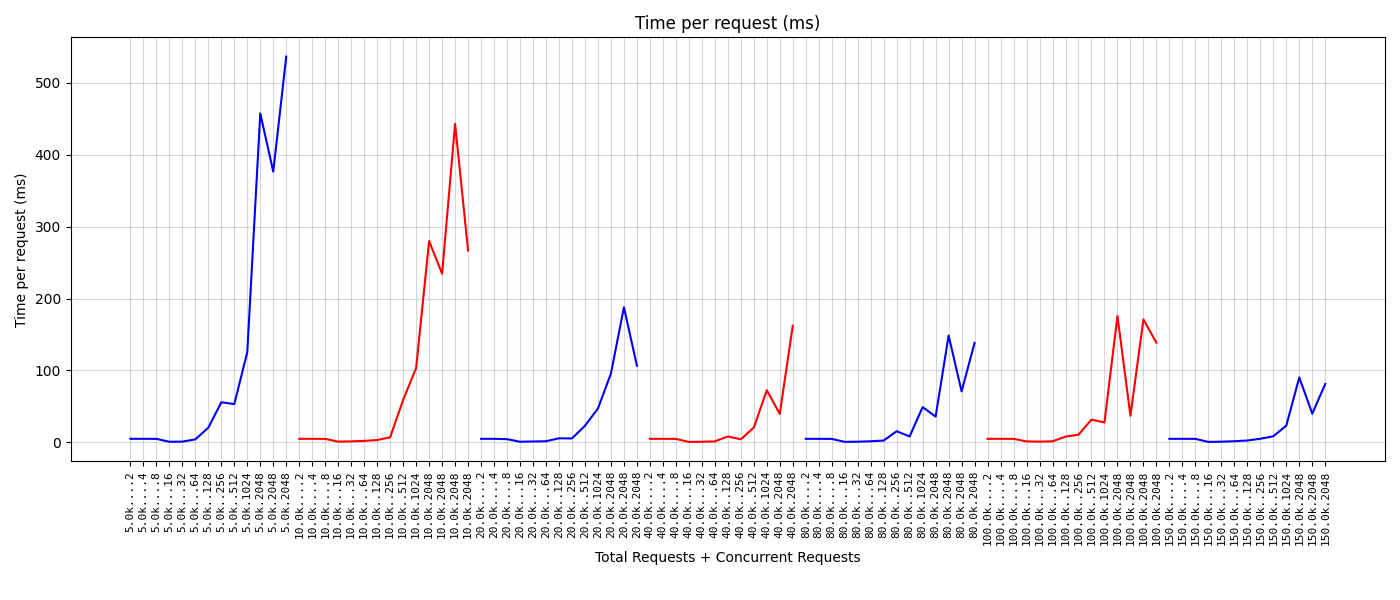 Time per request (ms)
500
400
300
200
100
0
Time per request (ms)
5.0k....2
5.0k....4
5.0k....8
5.0k...16
5.0k...32
5.0k...64
5.0k..128
5.0k..256
5.0k..512
5.0k.1024
5.0k.2048
5.0k.2048
5.0k.2048
10.0k....2
10.0k....4
10.0k....8
10.0k...16
10.0k...32
10.0k...64
10.0k..128
10.0k..256
10.0k..512
10.0k.1024
10.0k.2048
10.0k.2048
10.0k.2048
10.0k.2048
20.0k....2
20.0k....4
20.0k....8
20.0k...16
20.0k...32
20.0k...64
20.0k..128
20.0k..256
20.0k..512
20.0k.1024
20.0k.2048
20.0k.2048
20.0k.2048
40.0k....2
40.0k....4
40.0k....8
40.0k...16
40.0k...32
40.0k...64
40.0k..128
40.0k..256
40.0k..512
40.0k.1024
40.0k.2048
40.0k.2048
80.0k....2
80.0k....4
80.0k....8
80.0k...16
80.0k...32
80.0k...64
80.0k..128
80.0k..256
80.0k..512
80.0k.1024
80.0k.2048
80.0k.2048
80.0k.2048
80.0k.2048
100.0k....2
100.0k....4
100.0k....8
100.0k...16
100.0k...32
100.0k...64
100.0k..128
100.0k..256
100.0k..512
100.0k.1024
100.0k.2048
100.0k.2048
100.0k.2048
100.0k.2048
150.0k....2
150.0k....4
150.0k....8
150.0k...16
150.0k...32
150.0k...64
150.0k..128
150.0k..256
150.0k..512
150.0k.1024
150.0k.2048
150.0k.2048
150.0k.2048
Total Requests + Concurrent Requests